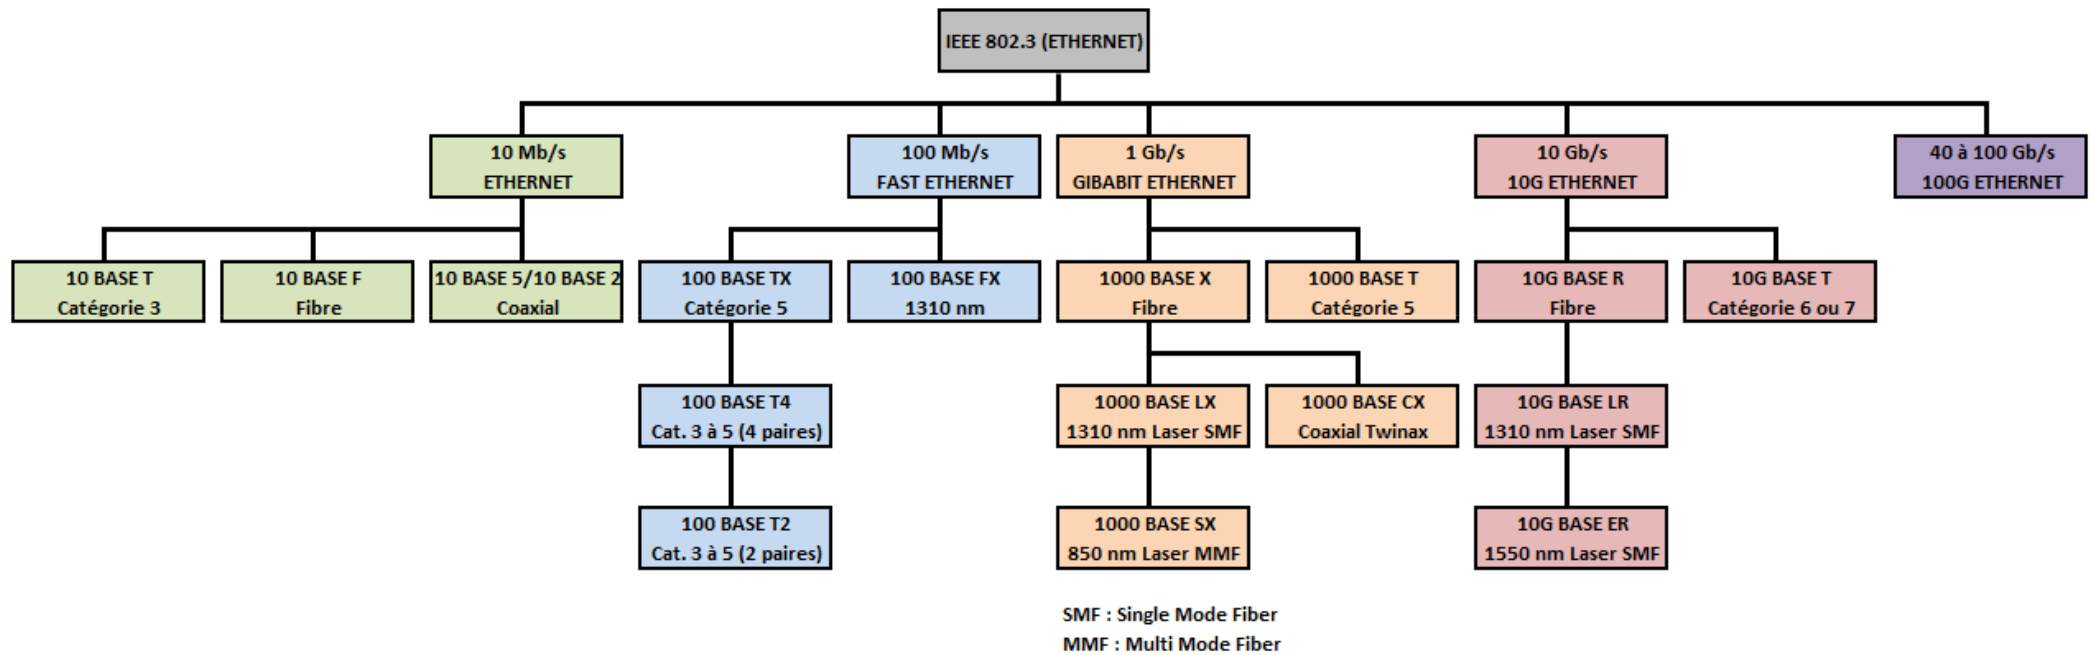 IEEE 802.3 (ETHERNET)
10 Mb/s
ETHERNET
100 Mb/s
FAST ETHERNET
1 Gb/s
GIBABIT ETHERNET
10 Gb/s
10G ETHERNET
40 à 100 Gb/s
100G ETHERNET
10 BASE T
Catégorie 3
10 BASE F
Fibre
10 BASE 5/10 BASE 2
Coaxial
100 BASE TX
Catégorie 5
100 BASE FX
1310 nm
1000 BASE X
Fibre
1000 BASE T
Catégorie 5
10G BASE R
Fibre
10G BASE T
Catégorie 6 ou 7
100 BASE T4
Cat. 3 à 5 (4 paires)
1000 BASE LX
1310 nm Laser SMF
1000 BASE CX
Coaxial Twinax
10G BASE LR
1310 nm Laser SMF
100 BASE T2
Cat. 3 à 5 (2 paires)
1000 BASE SX
850 nm Laser MMF
10G BASE ER
1550 nm Laser SMF
SMF : Single Mode Fiber
MMF : Multi Mode Fiber